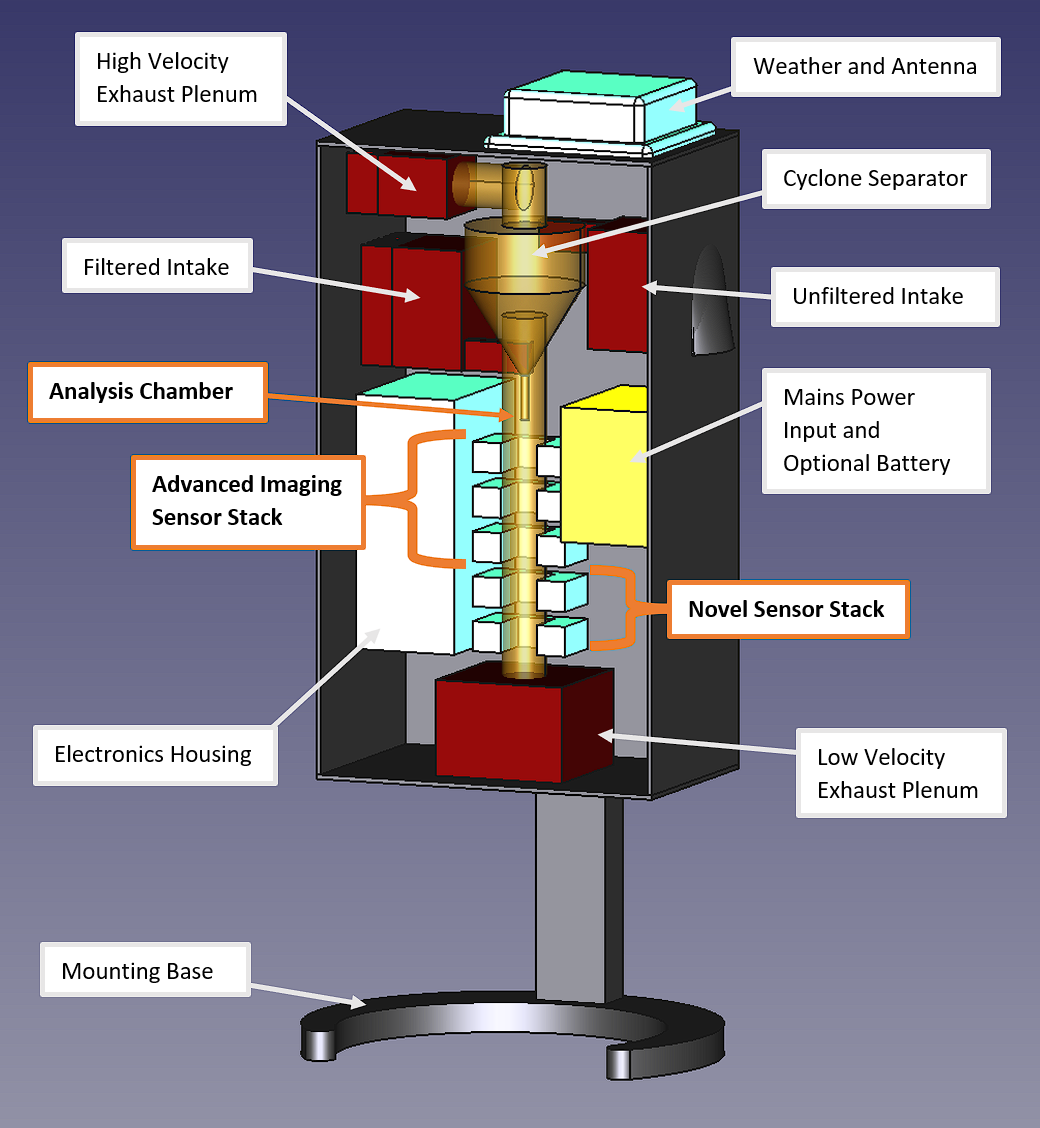 High Velocity
Exhaust Plenum
Weather and Antenna
Cyclone Separator
Filtered Intake
Unfiltered Intake
Analysis Chamber
Mains Power
Input and
Optional Battery
Advanced Imaging
Sensor Stack
Novel Sensor Stack
Electronics Housing
Low Velocity
Exhaust Plenum
Mounting Base